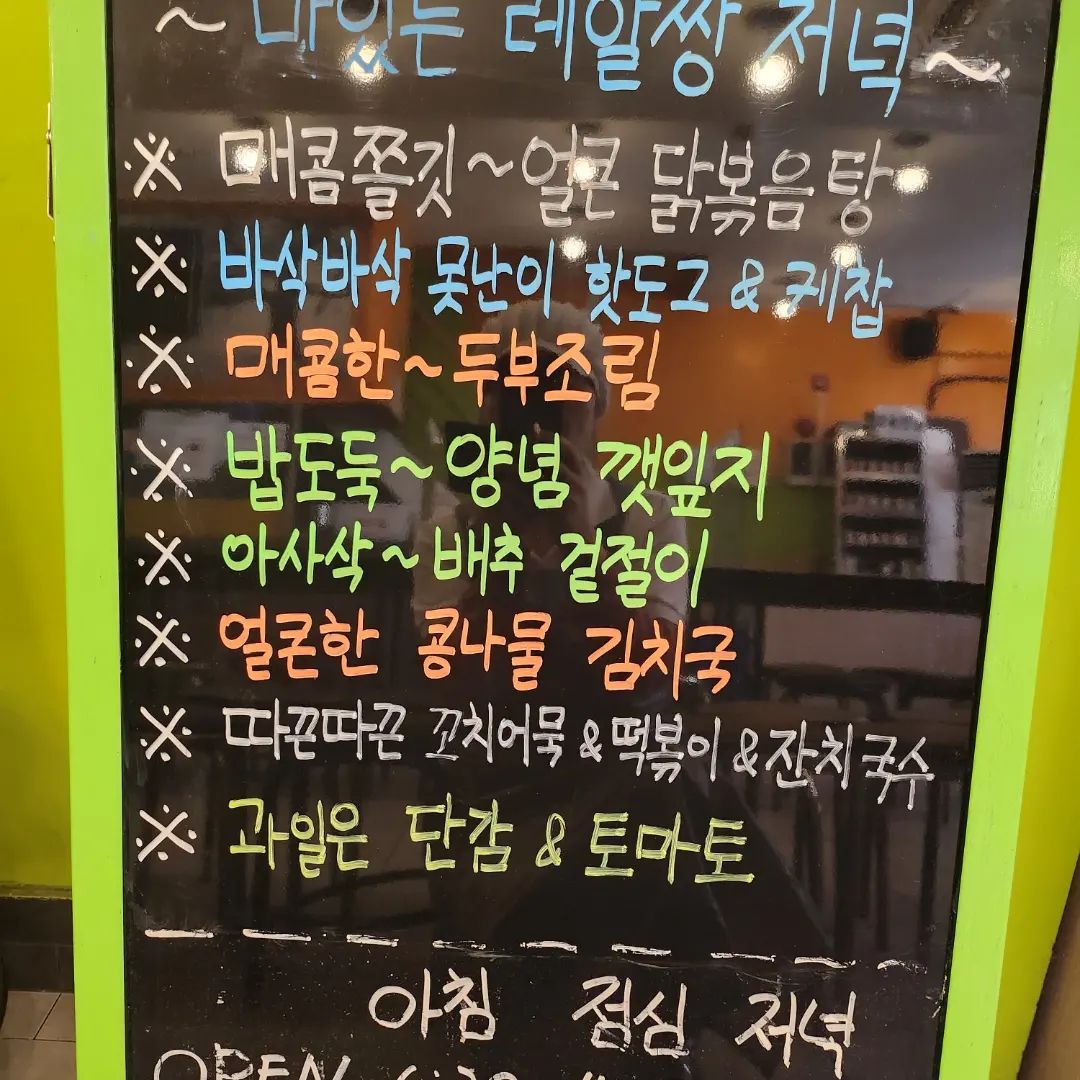 ~ 맛있는 레알쌍 저녁 ~
※ 매콤쫄깃~얼큰 닭볶음탕
※ 바삭바삭 못난이 핫도그 & 케찹
※ 매콤한~두부조림
※ 밥도둑~양념 깻잎지
※ 아사삭~배추 겉절이
※ 얼큰한 콩나물 김치국
※ 따끈따끈 꼬치어묵&떡볶이&잔치국수
※ 과일은 단감 & 토마토
아침 점심 저녁
OPEN